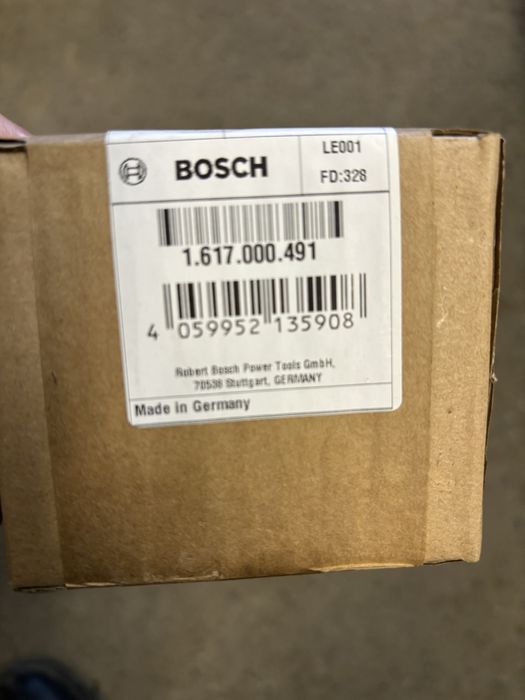 BOSCH
LE001
FD:328
1.617.000.491
4 059952 135908
Robert Bosch Power Tools GmbH,
70538 Stuttgart, GERMANY
Made in Germany